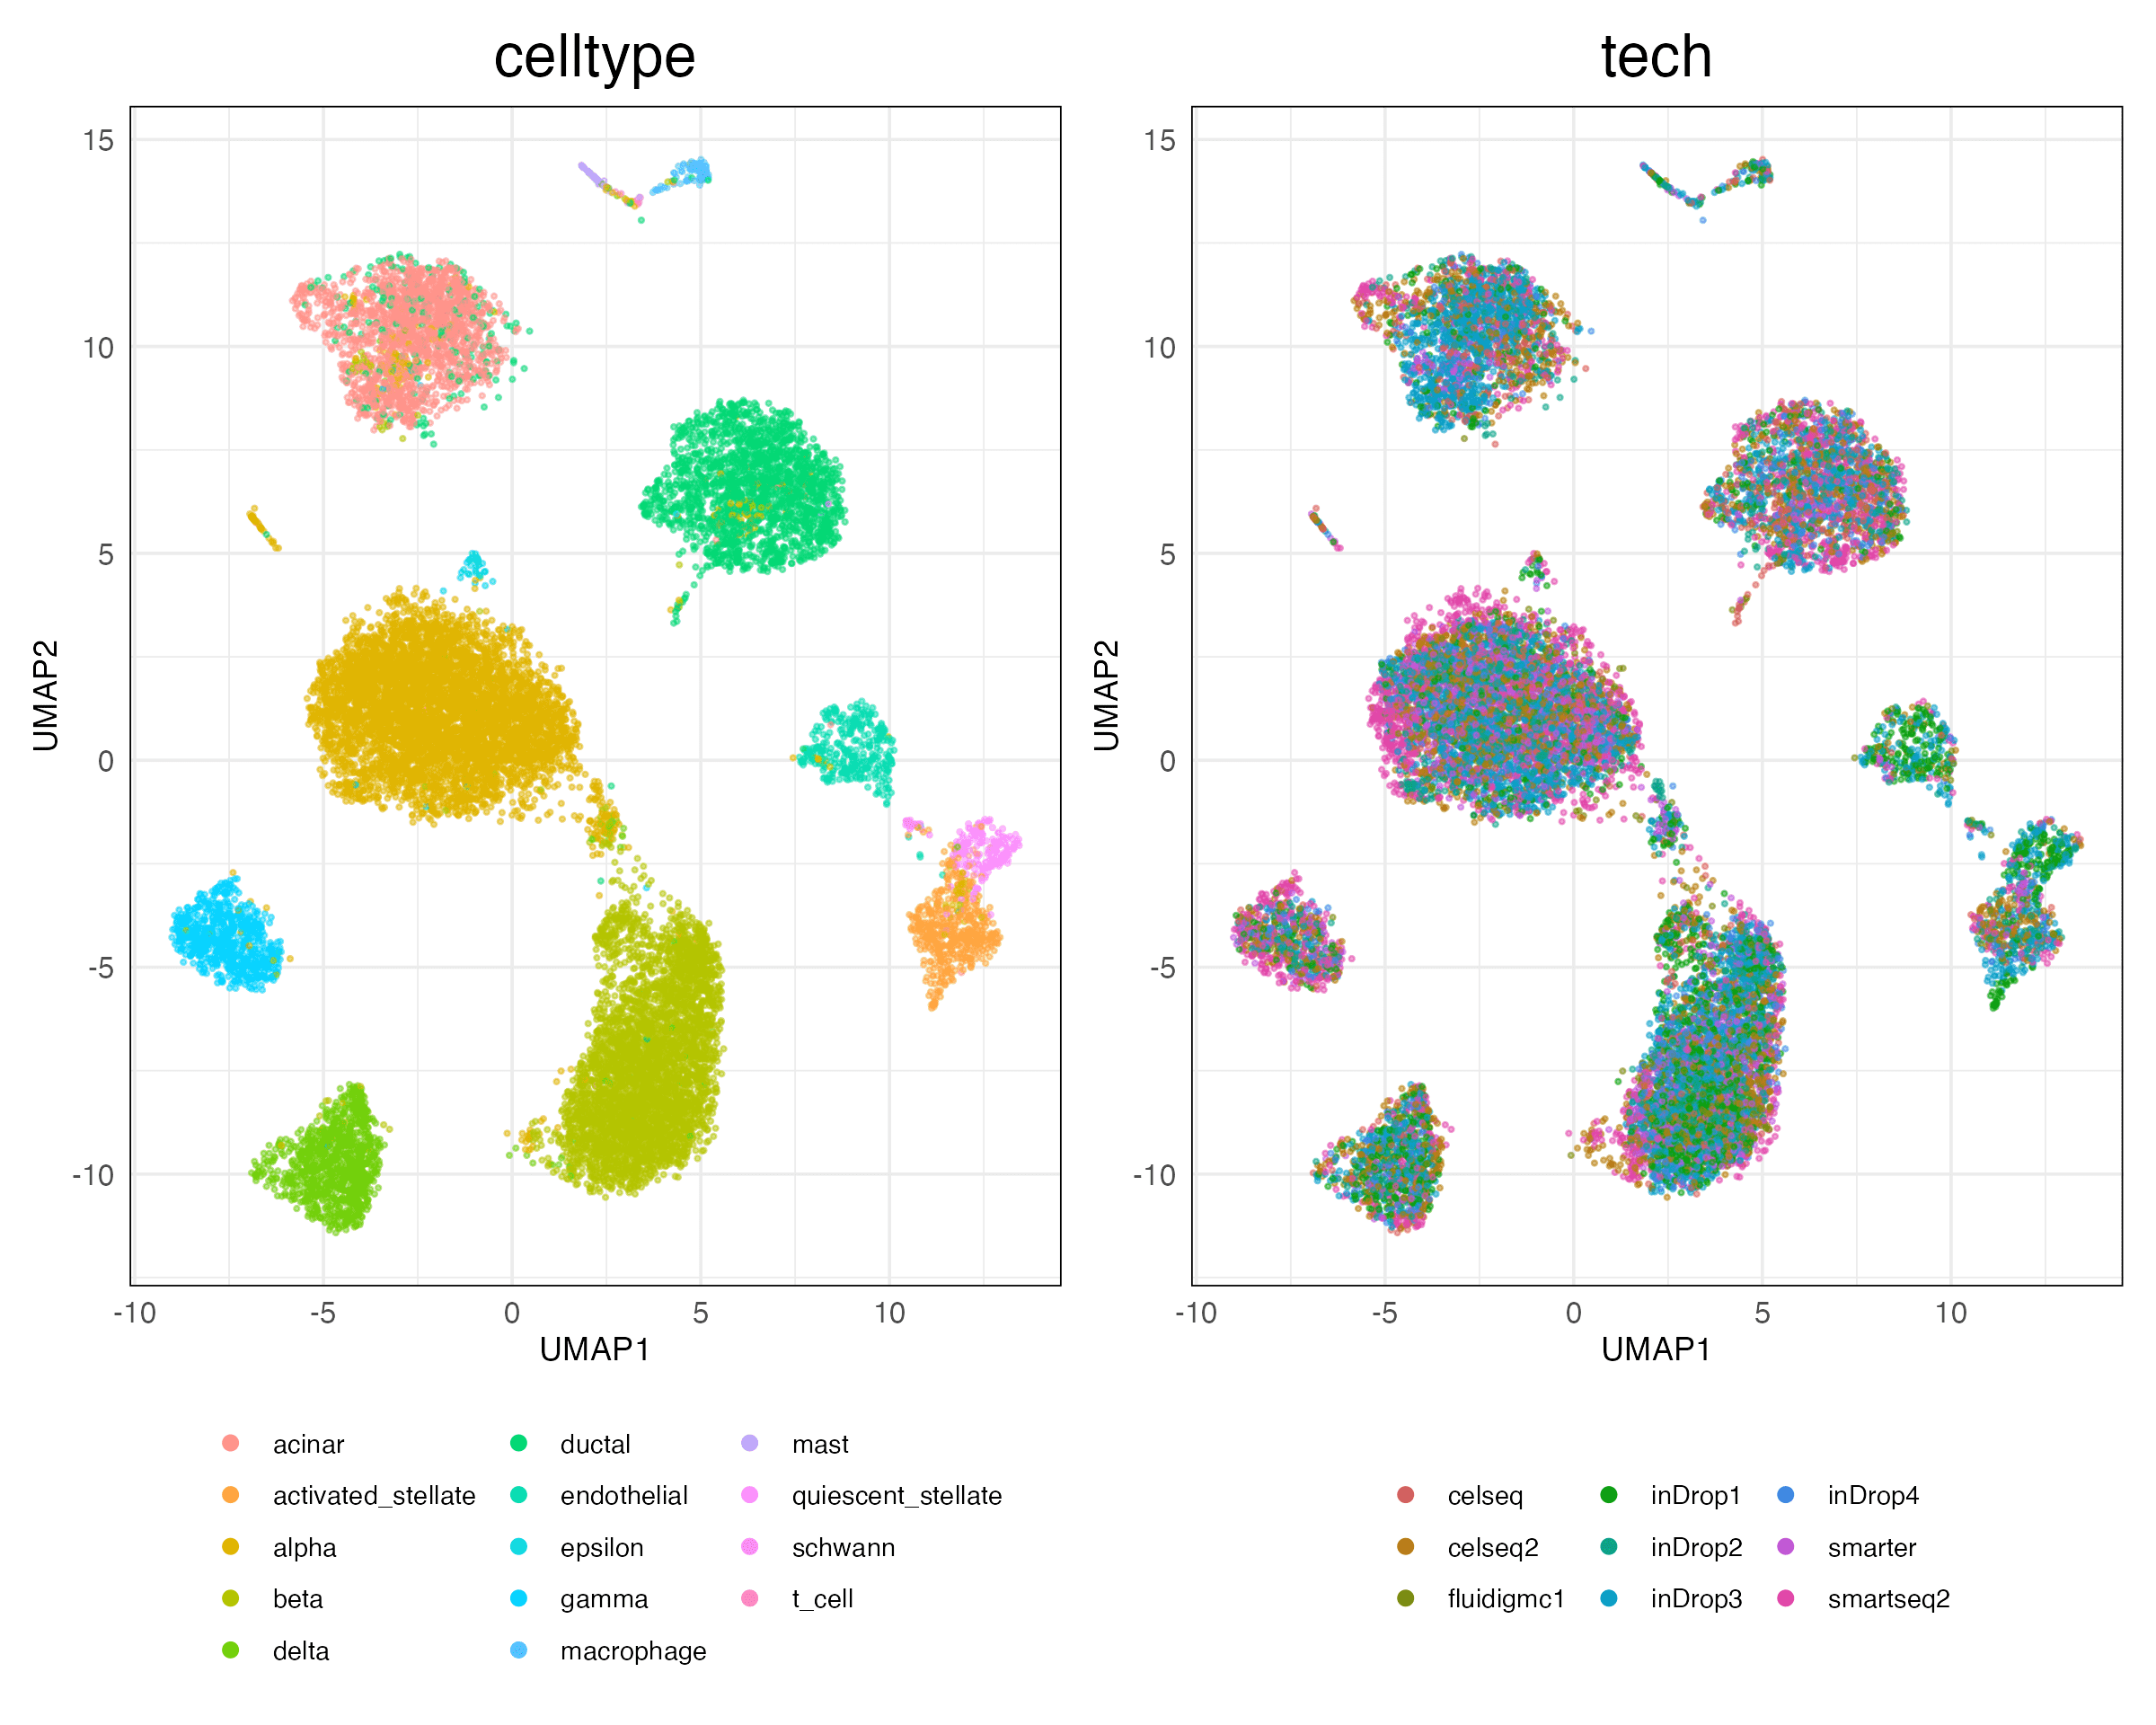 celltype
15
10
5
0
-5
-10
UMAP2
-10 -5 0 5 10
UMAP1
acinar ductal mast
activated_stellate endothelial quiescent_stellate
alpha epsilon schwann
beta gamma t_cell
delta macrophage
tech
15
10
5
0
-5
-10
UMAP2
-10 -5 0 5 10
UMAP1
celseq inDrop1 inDrop4
celseq2 inDrop2 smarter
fluidigmc1 inDrop3 smartseq2